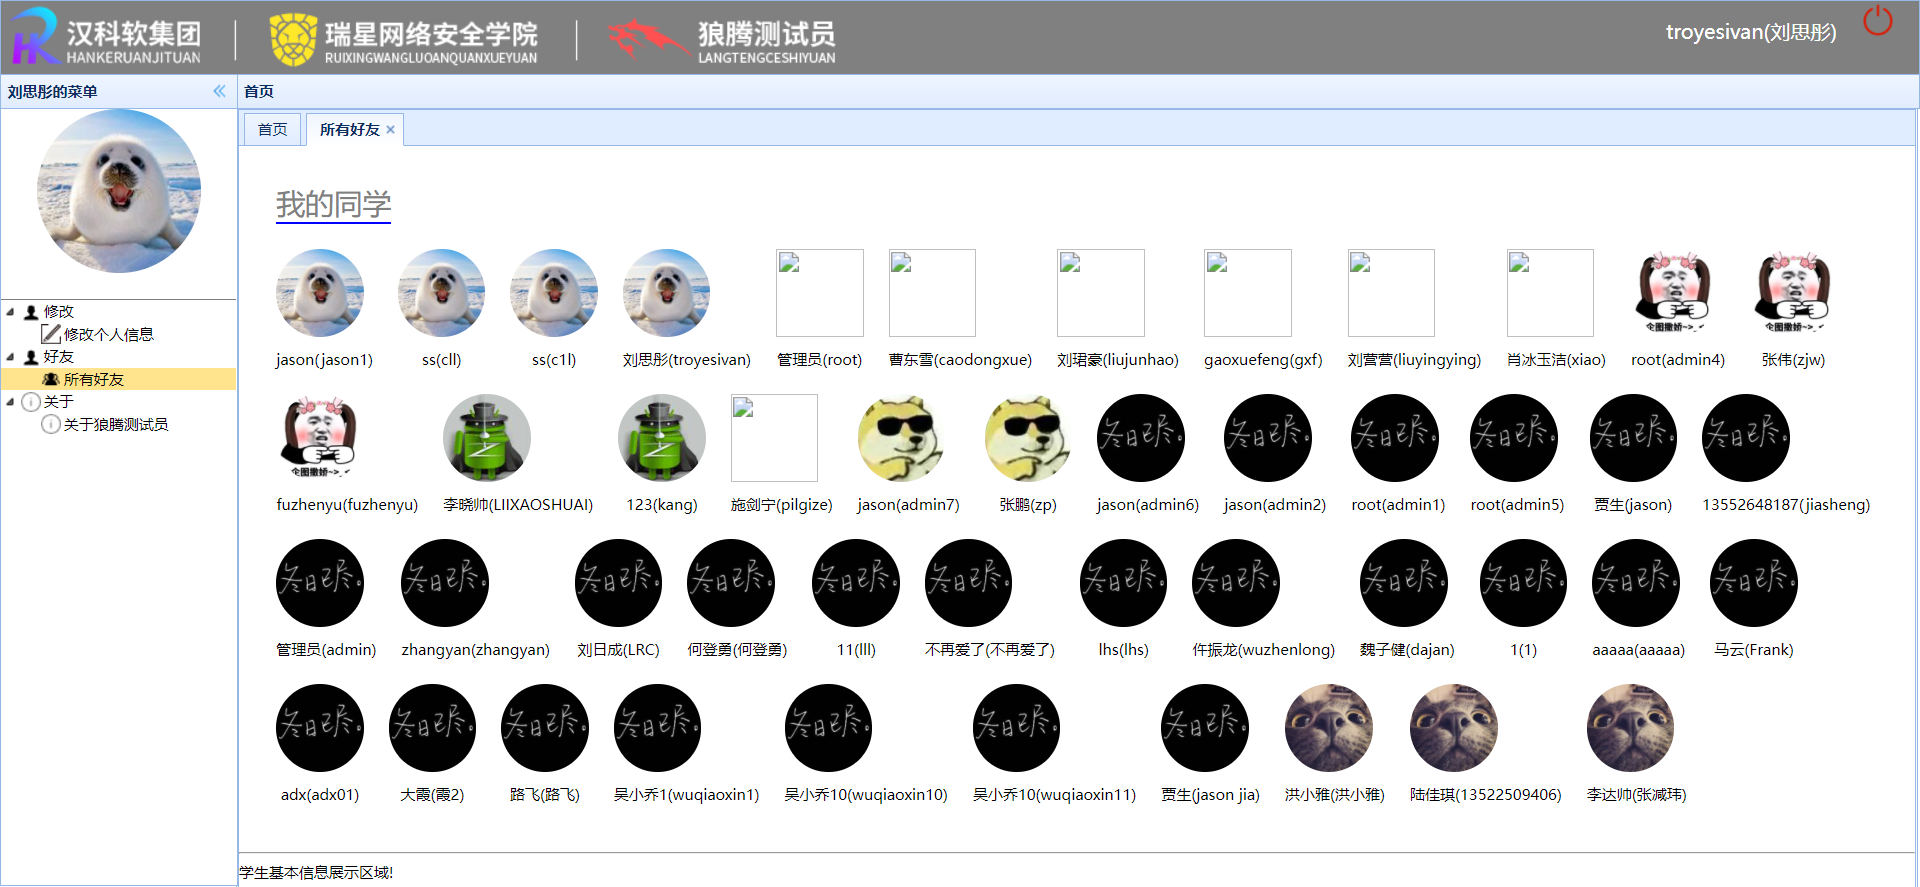 汉科软集团
HANKERUANJITUAN
瑞星网络安全学院
RUIXINGWANGLUOANQUANXUEYUAN
狼腾测试员
LANGTENGCESHIYUAN
troyesivan(刘思彤)
刘思彤的菜单
首页
首页
所有好友
修改
修改个人信息
好友
所有好友
关于
关于狼腾测试员
我的同学
jason(jason1) ss(cll) ss(c1l) 刘思彤(troyesivan) 管理员(root) 曹东雪(caodongxue) 刘珺豪(liujunhao) gaoxuefeng(gxf) 刘营营(liuyingying) 肖冰玉洁(xiao) root(admin4) 张伟(zjw)
fuzhenyu(fuzhenyu) 李晓帅(LIIXAOSHUAI) 123(kang) 施剑宁(pilgize) jason(admin7) 张鹏(zp) jason(admin6) jason(admin2) root(admin1) root(admin5) 贾生(jason) 13552648187(jiasheng)
管理员(admin) zhangyan(zhangyan) 刘日成(LRC) 何登勇(何登勇) 11(lll) 不再爱了(不再爱了) lhs(lhs) 仵振龙(wuzhenlong) 魏子健(dajan) 1(1) aaaaa(aaaaa) 马云(Frank)
adx(adx01) 大霞(霞2) 路飞(路飞) 吴小乔1(wuqiaoxin1) 吴小乔10(wuqiaoxin10) 吴小乔10(wuqiaoxin11) 贾生(jason jia) 洪小雅(洪小雅) 陆佳琪(13522509406) 李达帅(张减玮)
学生基本信息展示区域!